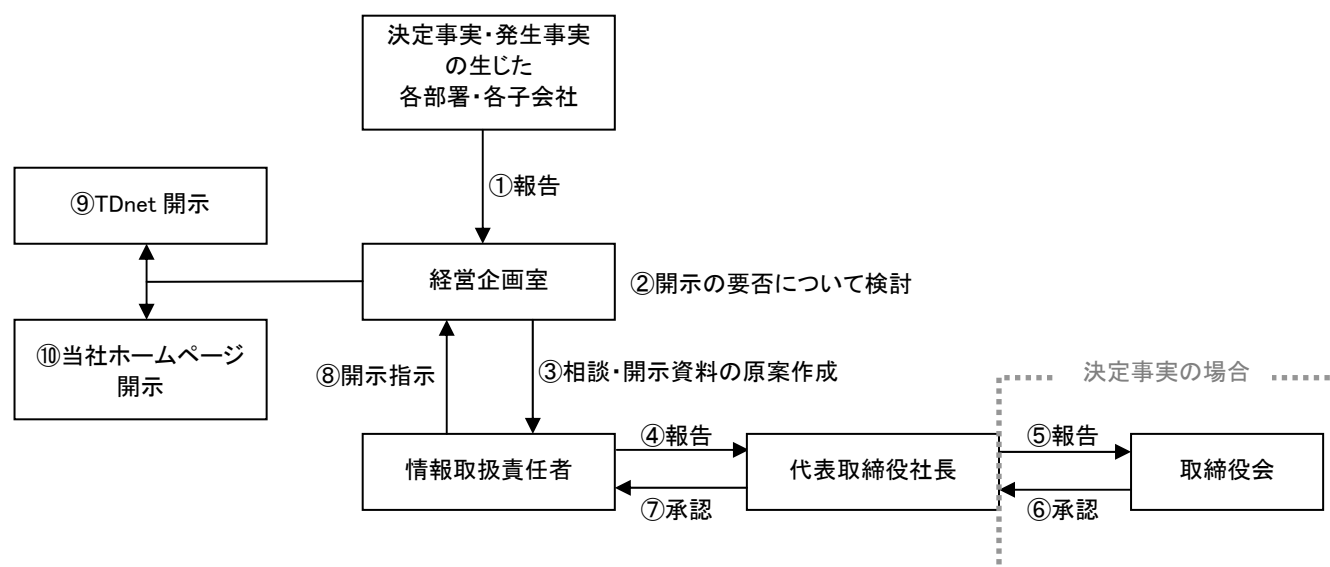 決定事実・発生事実
の生じた
各部署・各子会社
①報告
⑨TDnet 開示
経営企画室
②開示の要否について検討
⑩当社ホームページ
開示
⑧開示指示
③相談・開示資料の原案作成
決定事実の場合
④報告
⑤報告
情報取扱責任者
代表取締役社長
取締役会
⑦承認
⑥承認